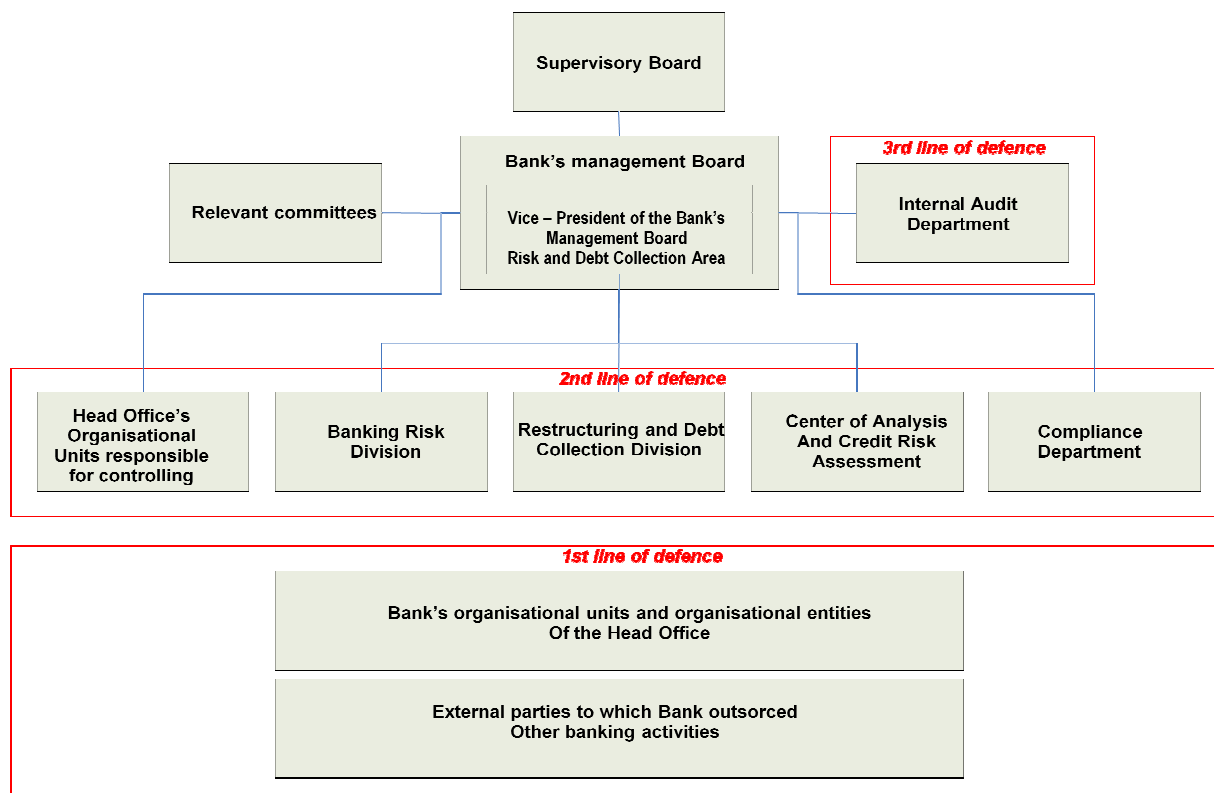 Supervisory Board
Bank's management Board
Vice – President of the Bank's
Management Board
Risk and Debt Collection Area
Relevant committees
3rd line of defence
Internal Audit
Department
2nd line of defence
Head Office's
Organisational
Units responsible
for controlling
Banking Risk
Division
Restructuring and Debt
Collection Division
Center of Analysis
And Credit Risk
Assessment
Compliance
Department
1st line of defence
Bank's organisational units and organisational entities
Of the Head Office
External parties to which Bank outsorced
Other banking activities